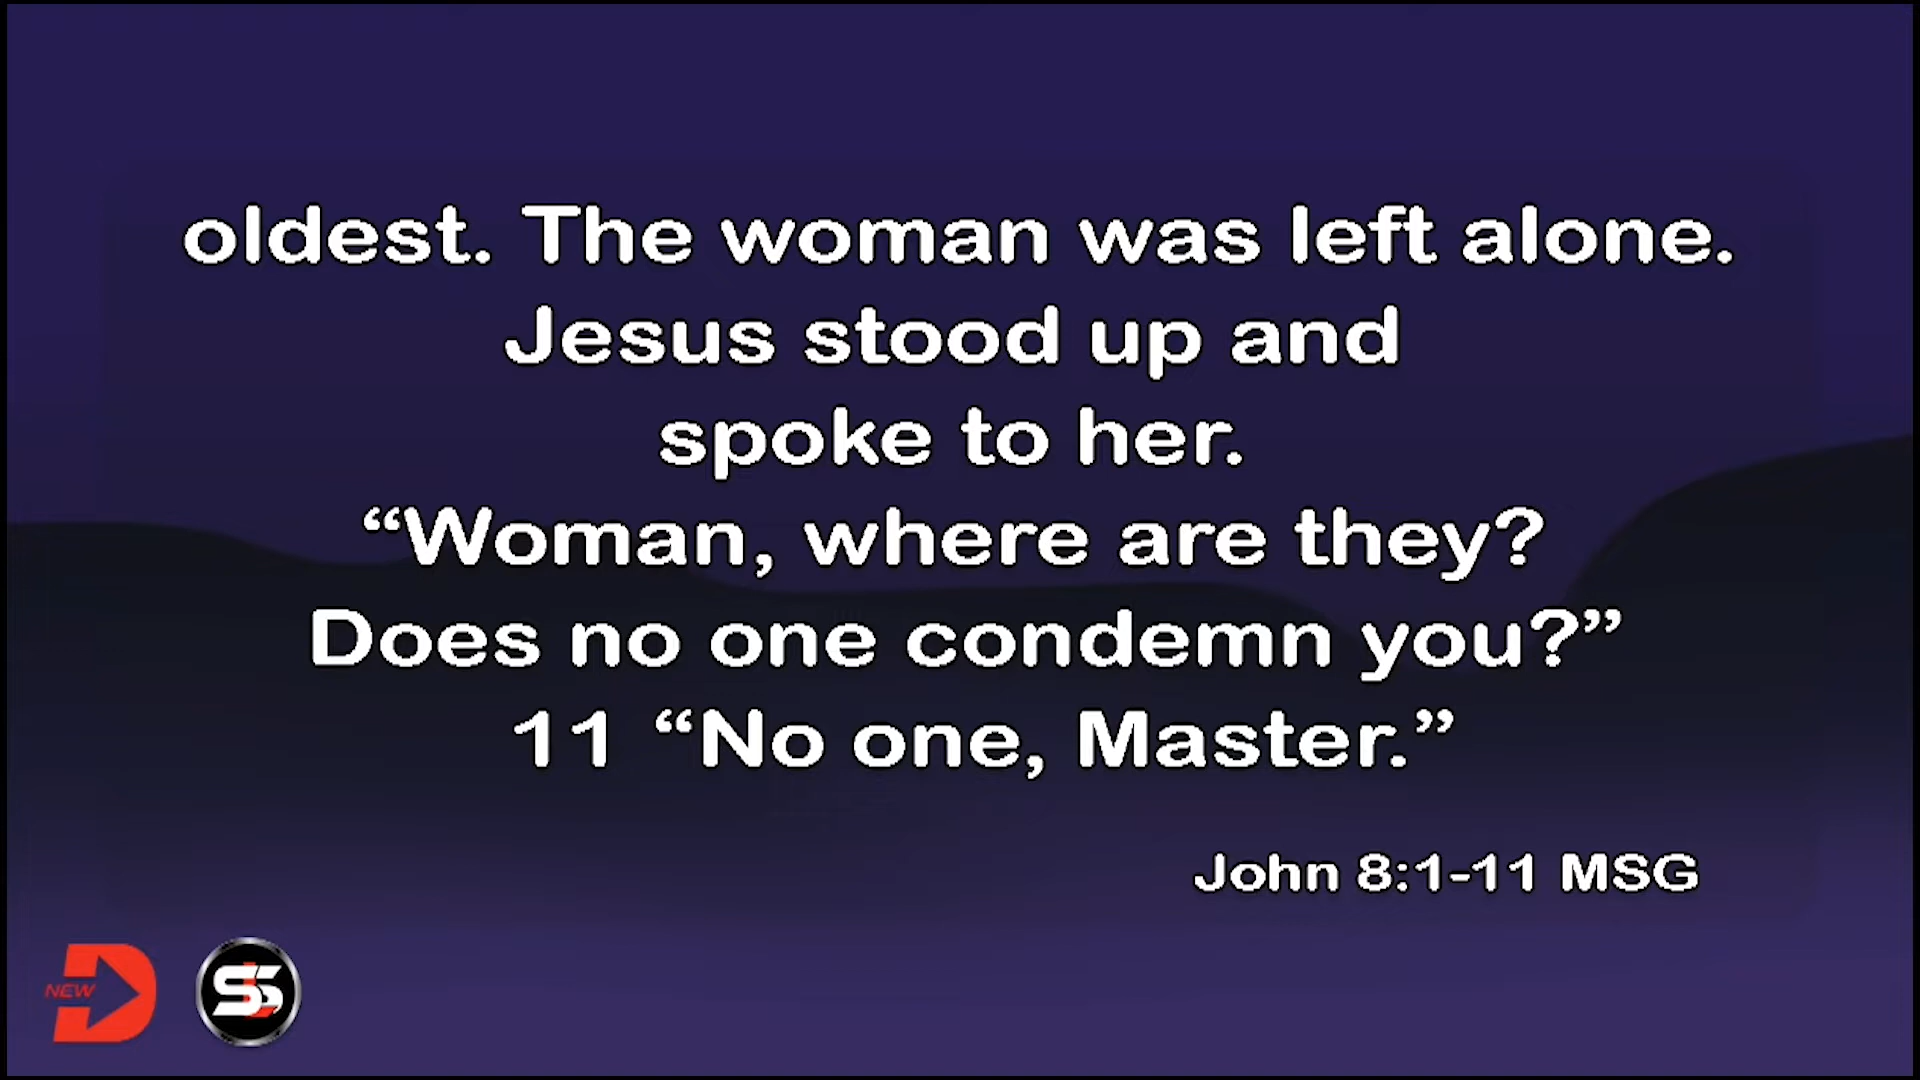 oldest. The woman was left alone.
Jesus stood up and
spoke to her.
“Woman, where are they?
Does no one condemn you?”
11 “No one, Master.”
John 8:1-11 MSG
NEW D